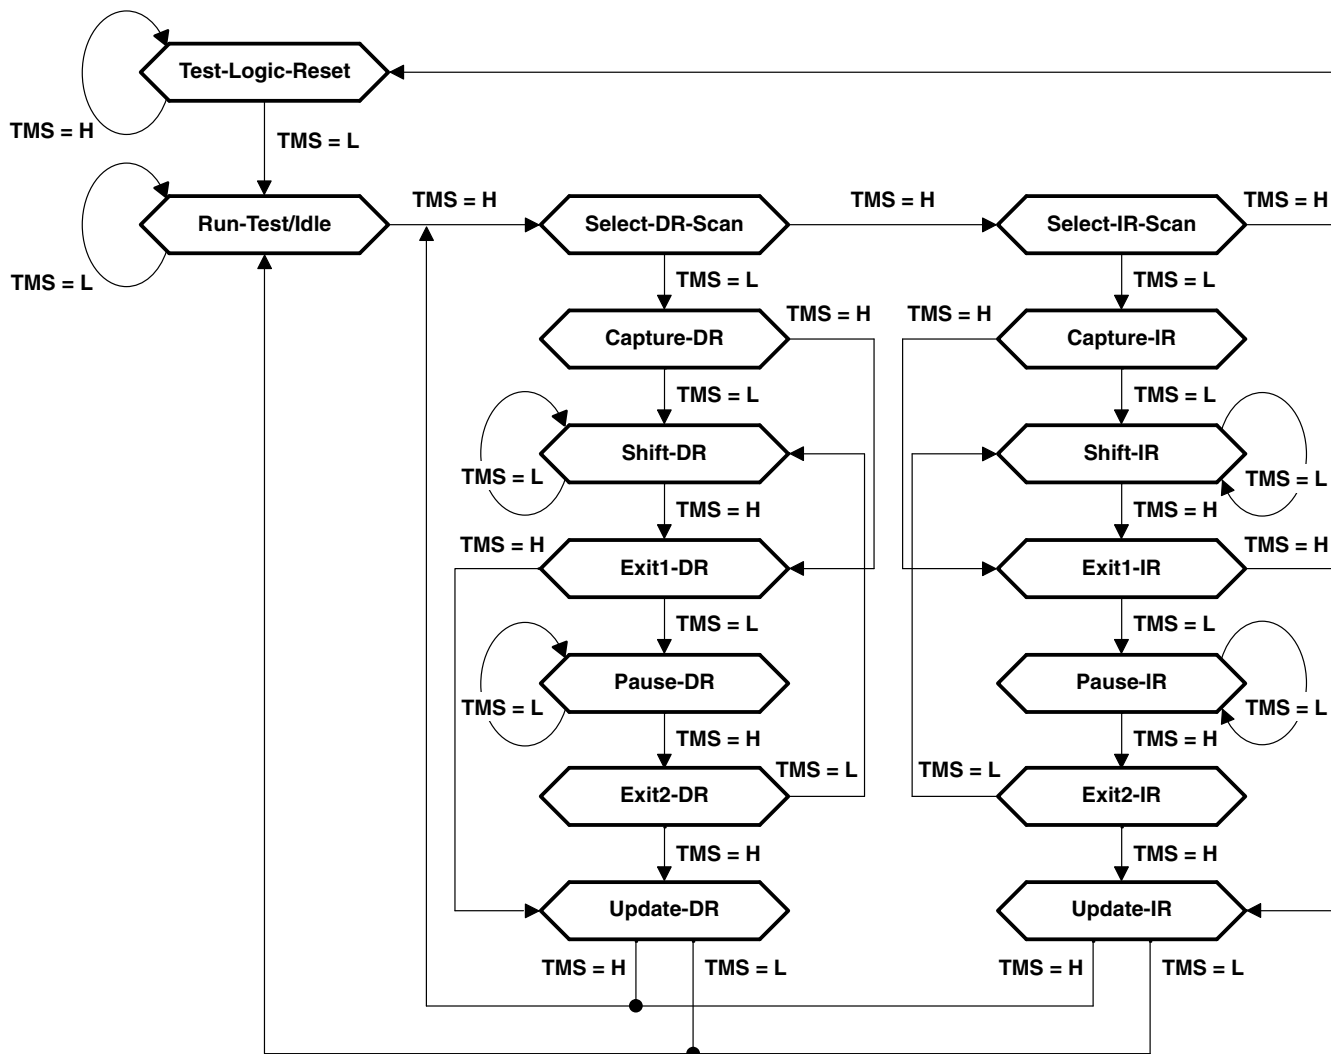 Test-Logic-Reset
TMS = H
TMS = L
Run-Test/Idle
TMS = L
TMS = H
Select-DR-Scan
TMS = H
Select-IR-Scan
TMS = H
TMS = L
TMS = L
Capture-DR
TMS = H
TMS = H
Capture-IR
TMS = L
TMS = L
Shift-DR
TMS = L
Shift-IR
TMS = L
TMS = H
TMS = H
TMS = H
Exit1-DR
Exit1-IR
TMS = H
TMS = L
TMS = L
Pause-DR
TMS = L
Pause-IR
TMS = L
TMS = H
TMS = H
Exit2-DR
TMS = L
TMS = L
Exit2-IR
TMS = H
TMS = H
Update-DR
Update-IR
TMS = H
TMS = L
TMS = H
TMS = L